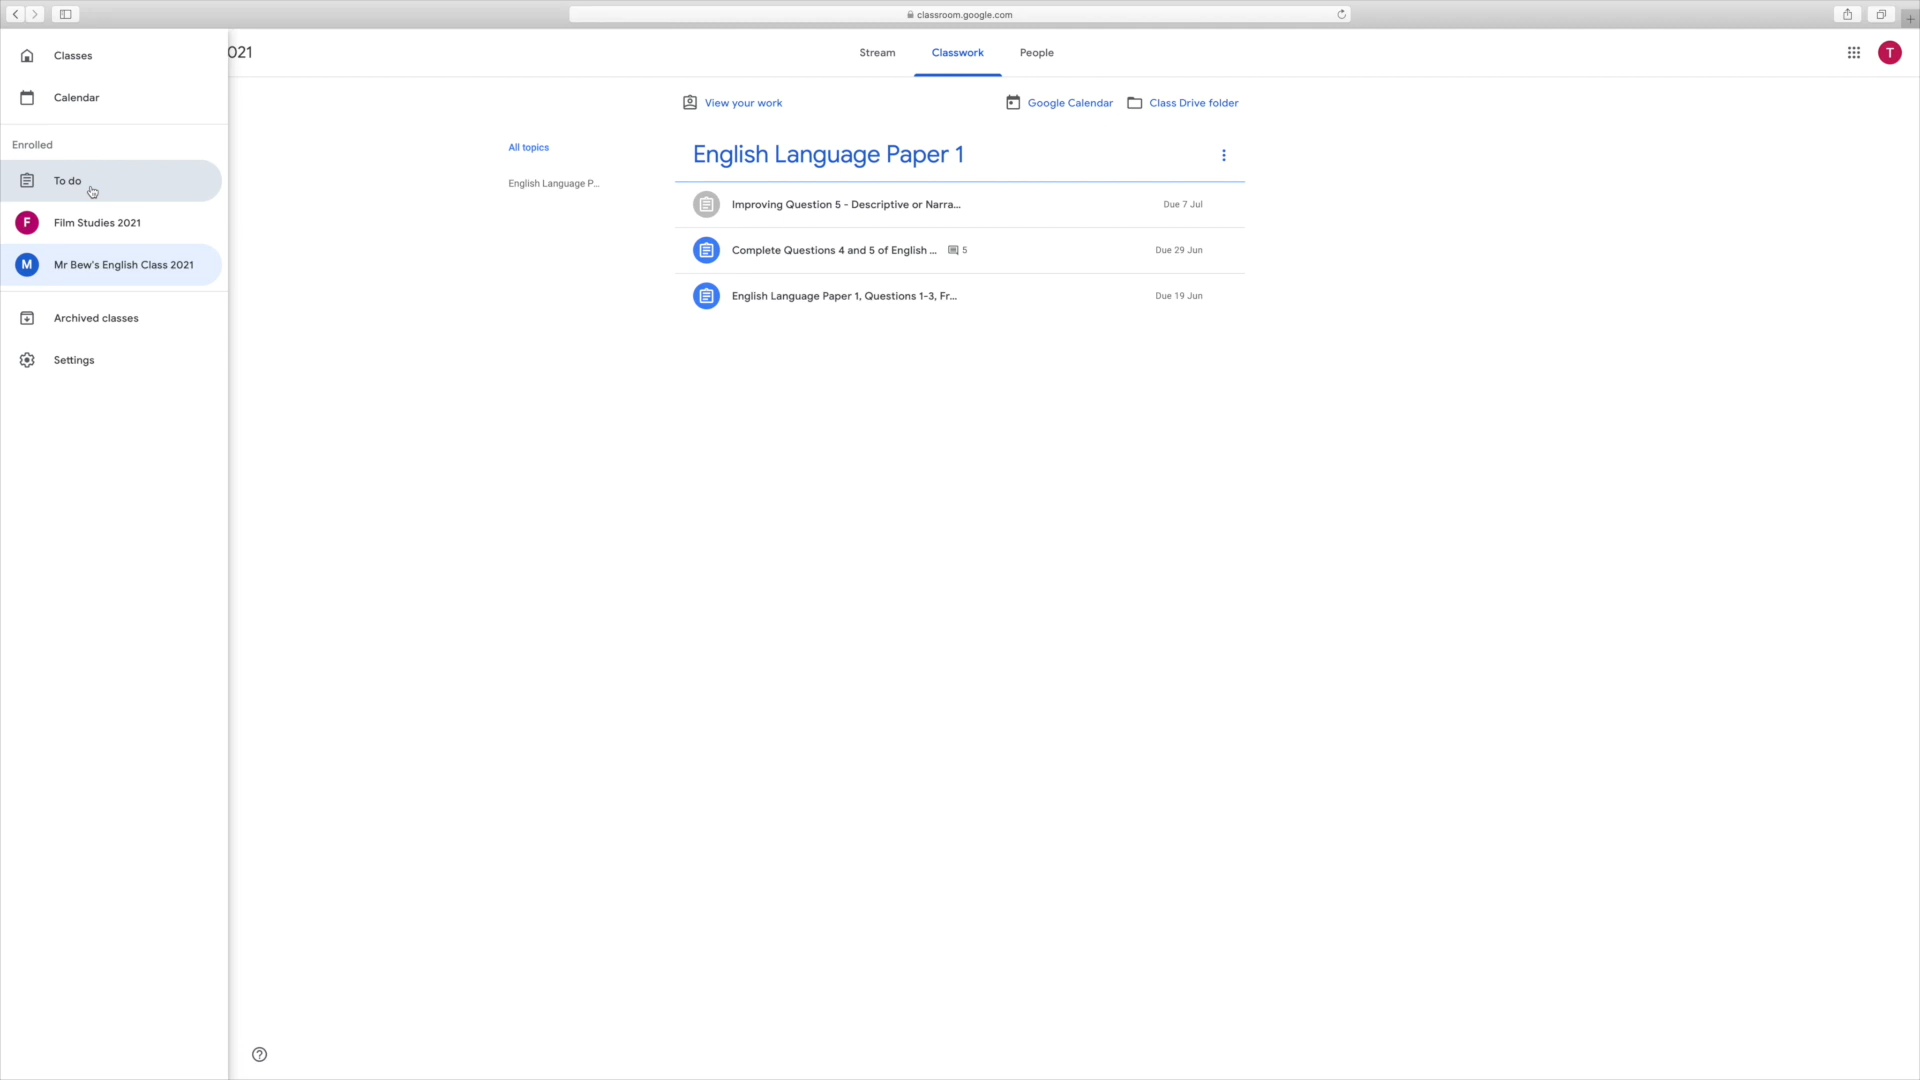 classroom.google.com
Classes
Calendar
Enrolled
To do
F Film Studies 2021
M Mr Bew's English Class 2021
Archived classes
Settings
021
Stream Classwork People
T
View your work
Google Calendar Class Drive folder
All topics
English Language P...
English Language Paper 1
Improving Question 5 - Descriptive or Narra... Due 7 Jul
Complete Questions 4 and 5 of English ... 5 Due 29 Jun
English Language Paper 1, Questions 1-3, Fr... Due 19 Jun